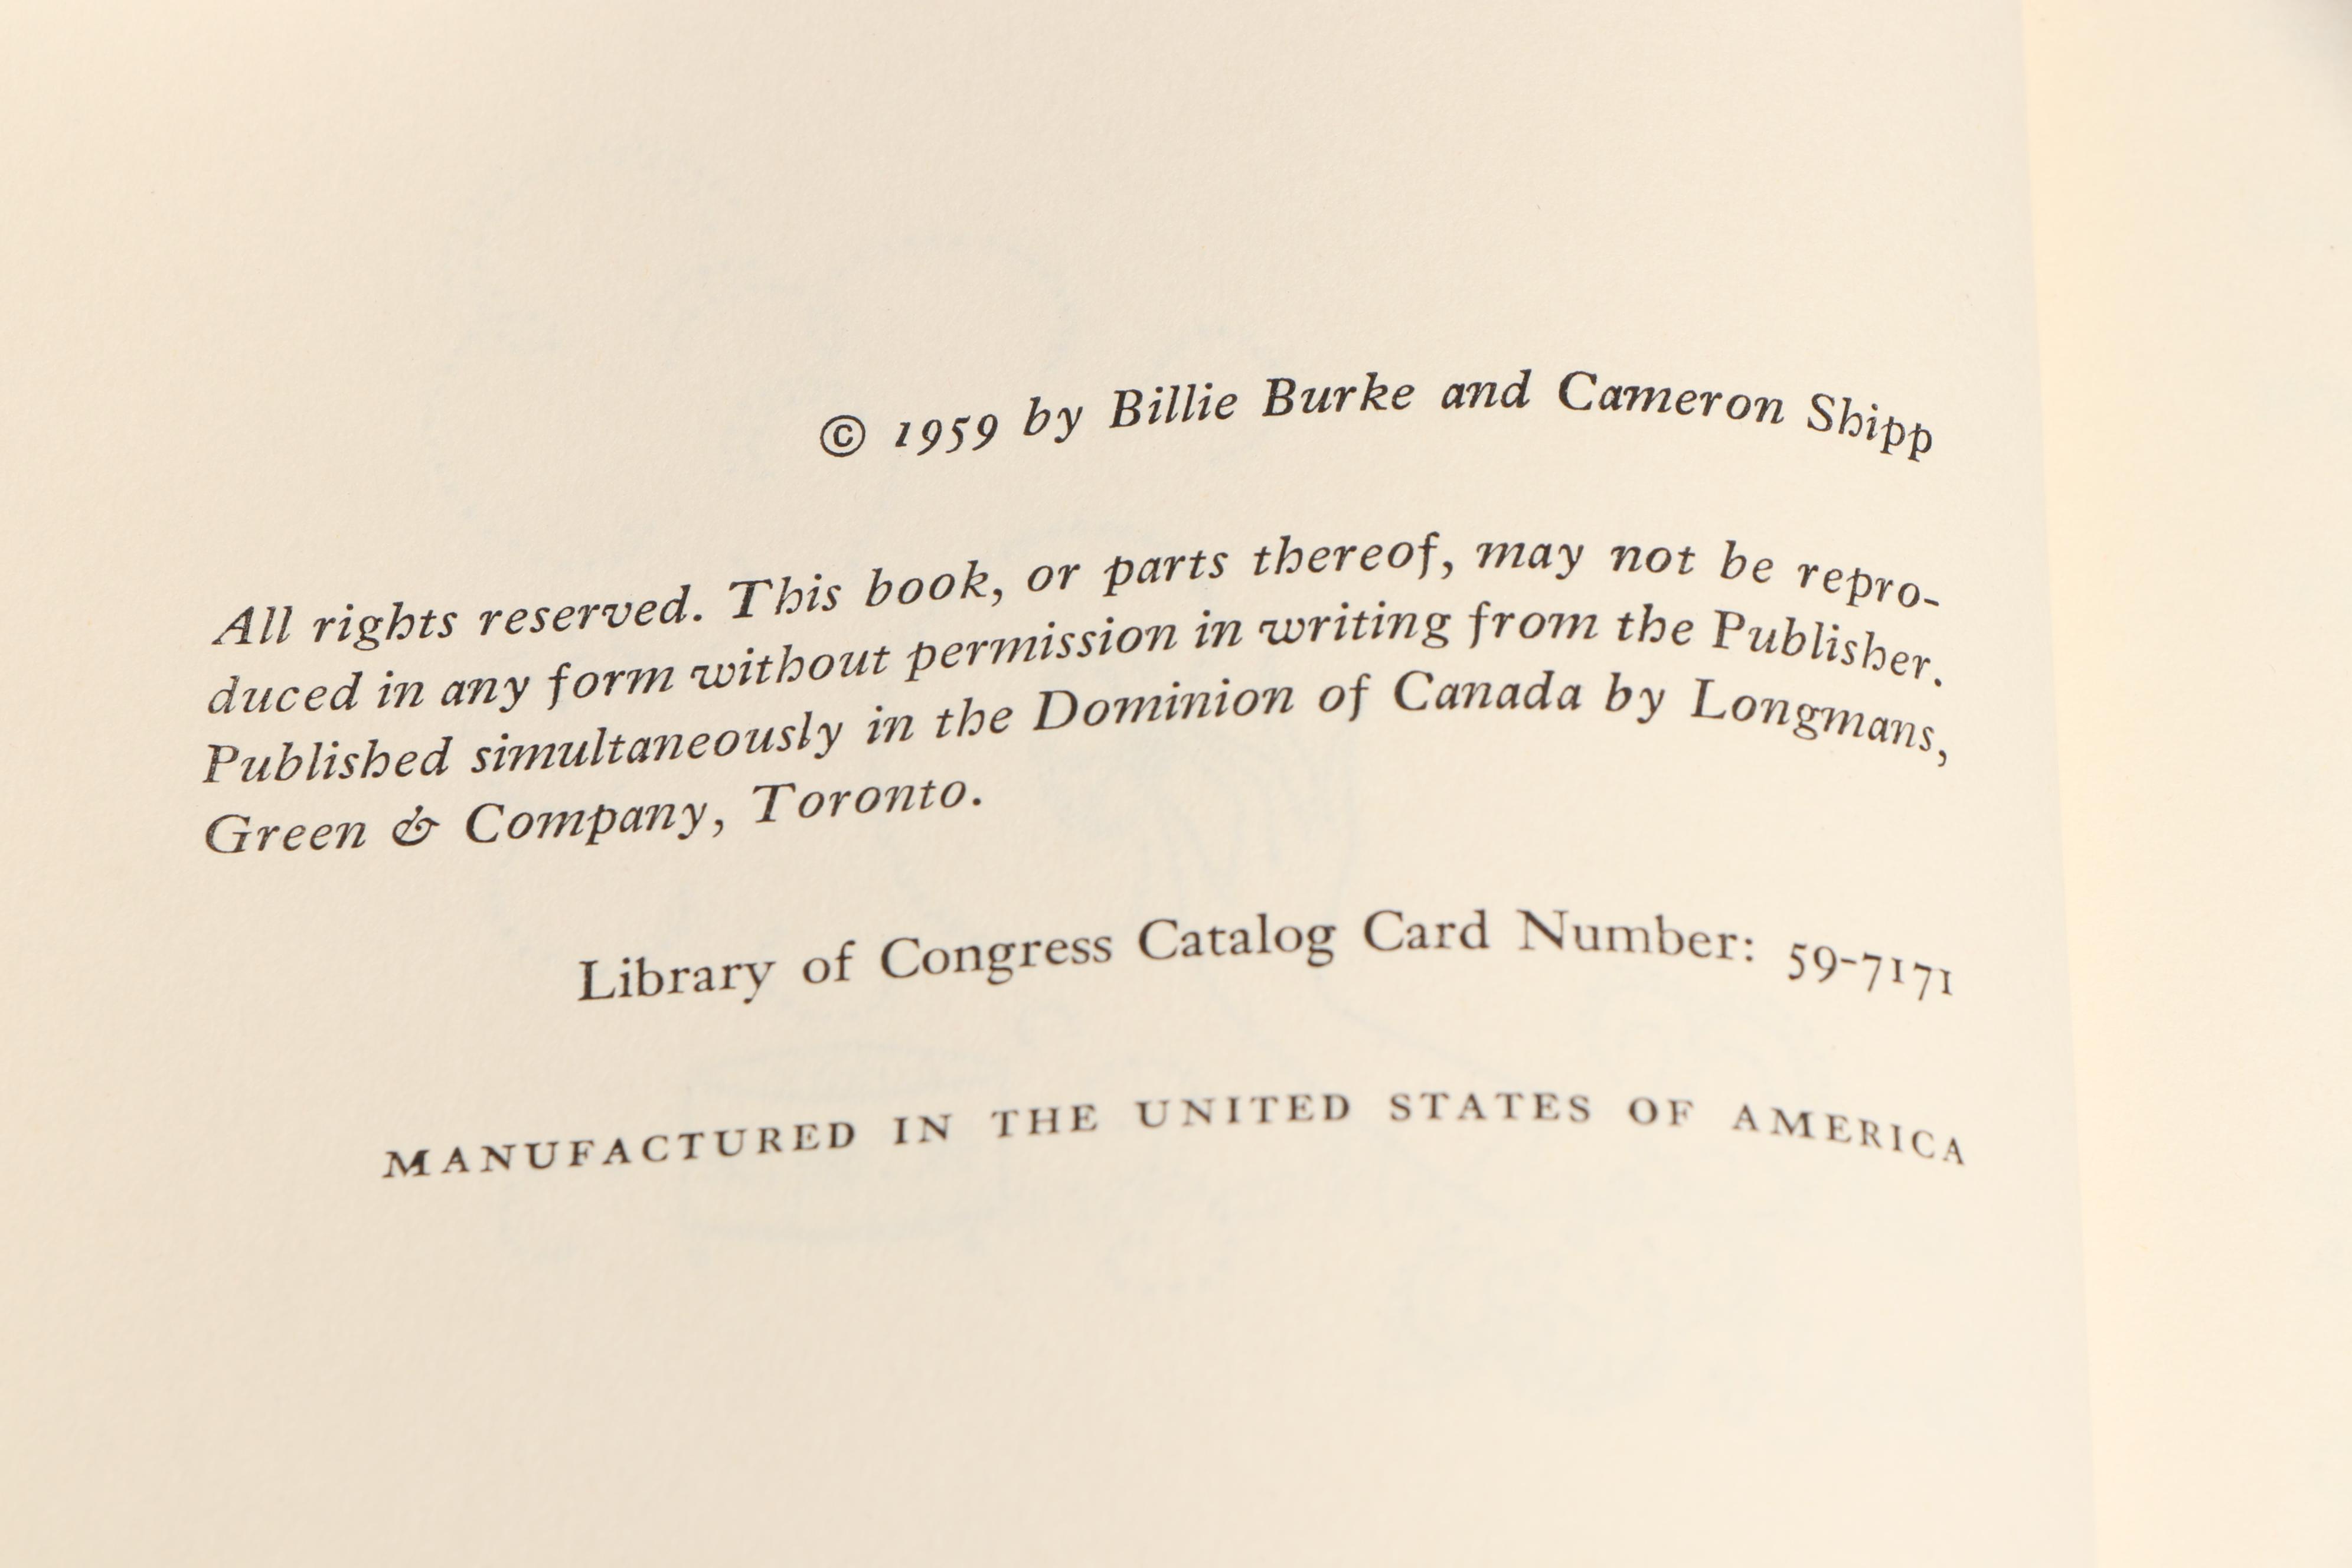 © 1959 by Billie Burke and Cameron Shipp
All rights reserved. This book, or parts thereof, may not be repro-
duced in any form without permission in writing from the Publisher.
Published simultaneously in the Dominion of Canada by Longmans,
Green & Company, Toronto.
Library of Congress Catalog Card Number: 59-7171
MANUFACTURED IN THE UNITED STATES OF AMERICA